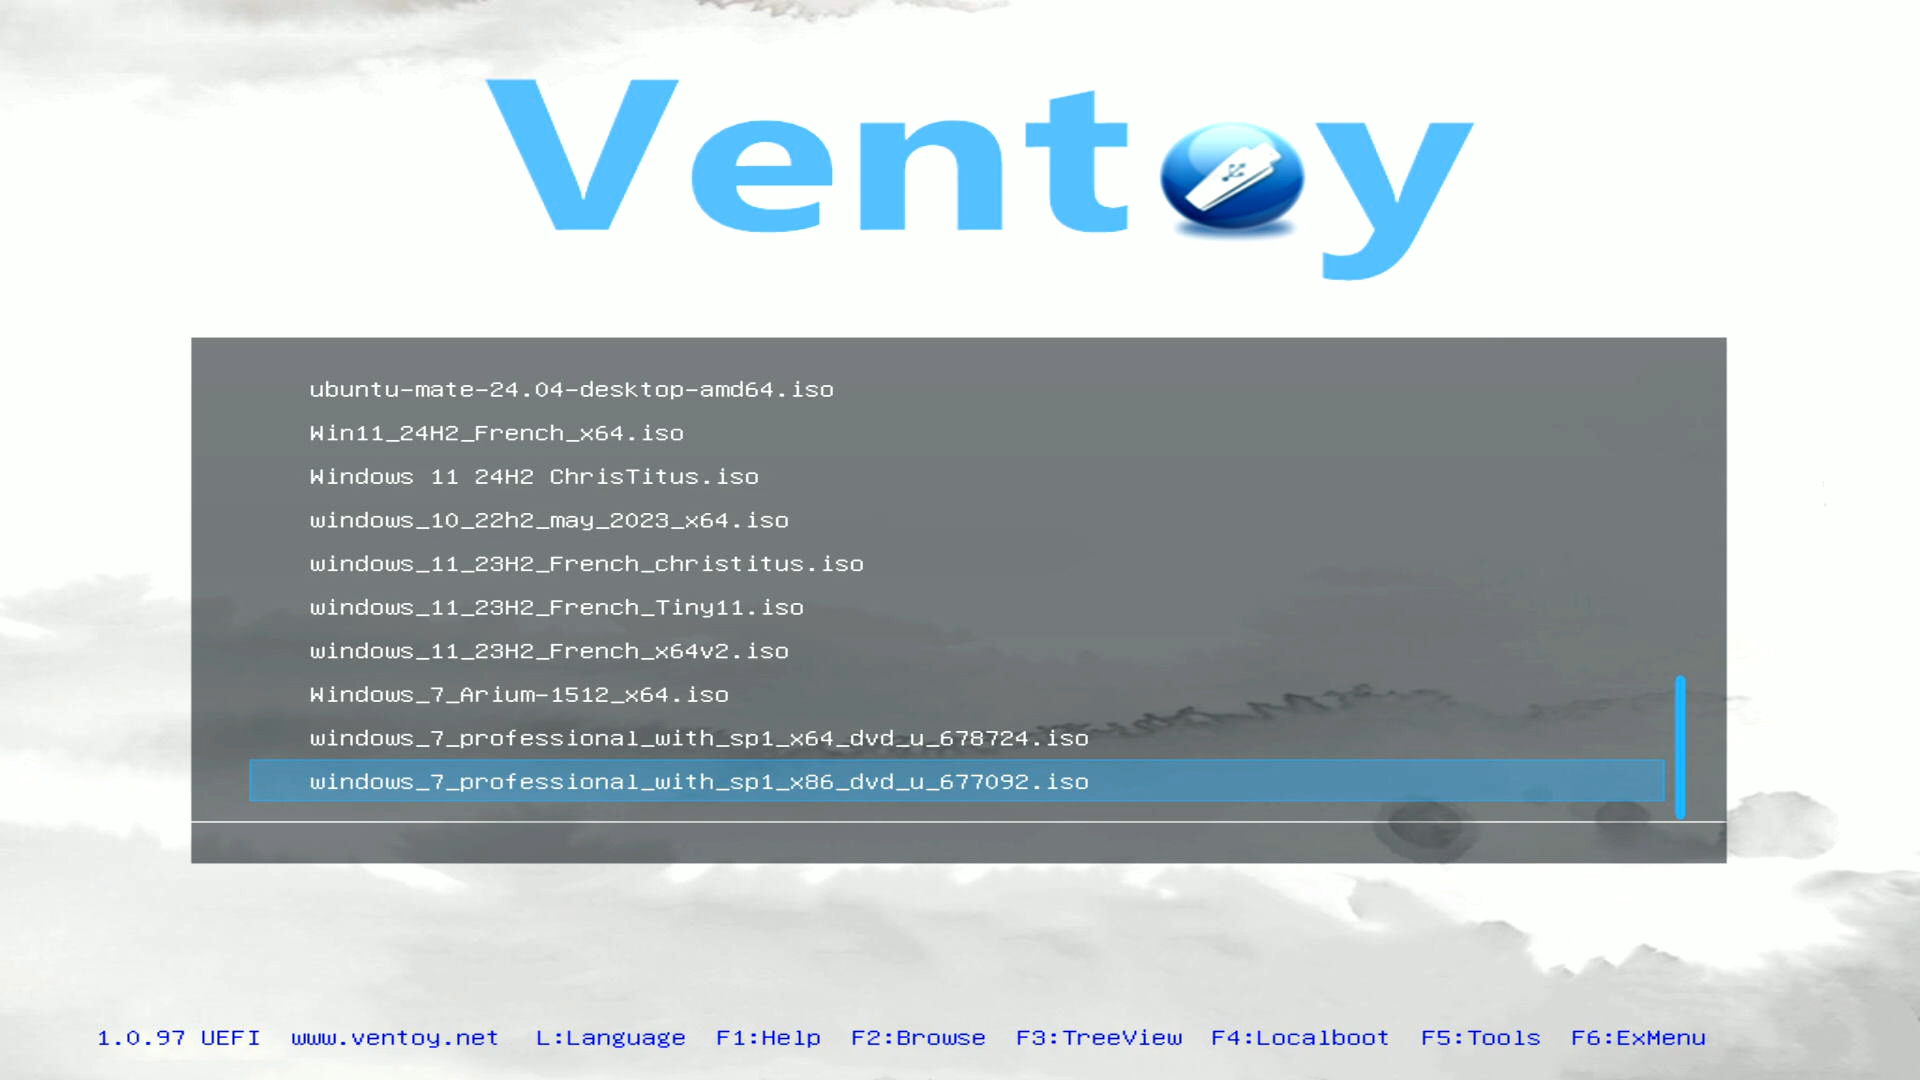 Ventoy
ubuntu-mate-24.04-desktop-amd64.iso
Win11_24H2_French_x64.iso
Windows 11 24H2 ChrisTitus.iso
windows_10_22h2_may_2023_x64.iso
windows_11_23H2_French_christitus.iso
windows_11_23H2_French_Tiny11.iso
windows_11_23H2_French_x64v2.iso
Windows_7_Arium-1512_x64.iso
windows_7_professional_with_sp1_x64_dvd_u_678724.iso
windows_7_professional_with_sp1_x86_dvd_u_677092.iso
1.0.97 UEFI www.ventoy.net L:Language F1:Help F2:Browse F3:TreeView F4:Localboot F5:Tools F6:ExMenu